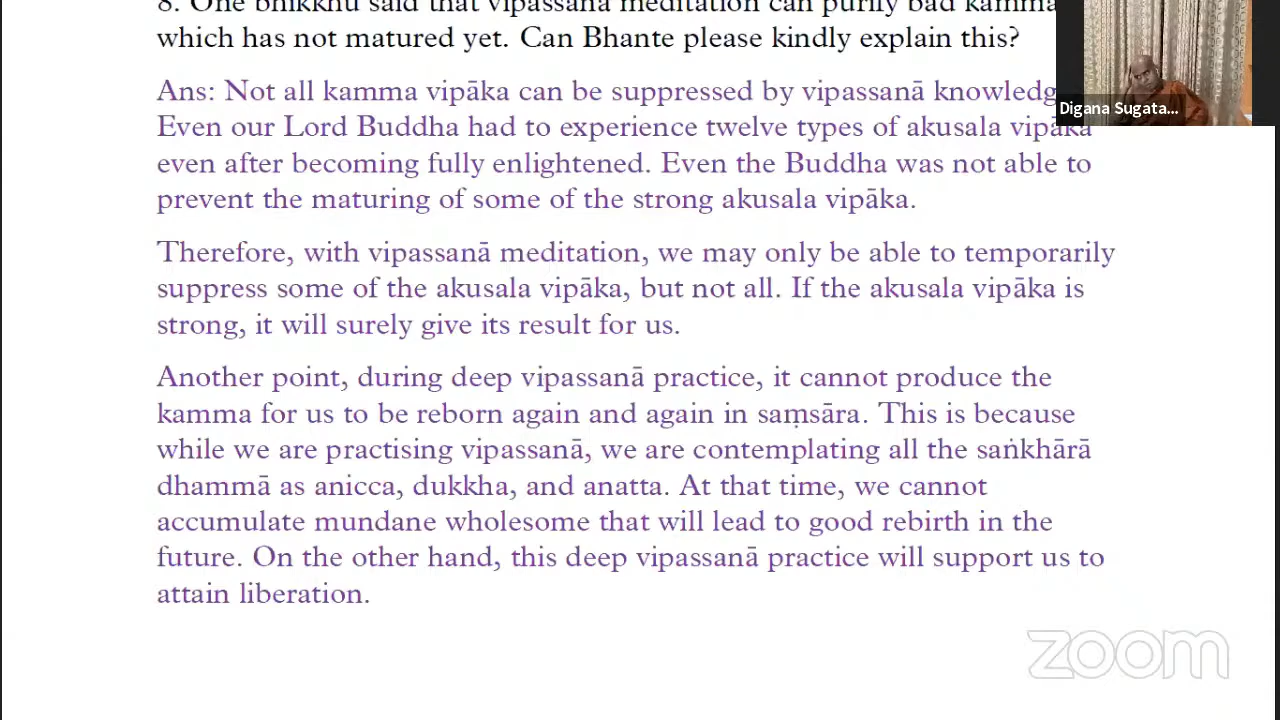 8. One bhikkhu said that vipassanā meditation can purify bad kamma
which has not matured yet. Can Bhante please kindly explain this?
Ans: Not all kamma vipāka can be suppressed by vipassanā knowledg
Even our Lord Buddha had to experience twelve types of akusala vipāka
even after becoming fully enlightened. Even the Buddha was not able to
prevent the maturing of some of the strong akusala vipāka.
Therefore, with vipassanā meditation, we may only be able to temporarily
suppress some of the akusala vipāka, but not all. If the akusala vipāka is
strong, it will surely give its result for us.
Another point, during deep vipassanā practice, it cannot produce the
kamma for us to be reborn again and again in saṃsāra. This is because
while we are practising vipassanā, we are contemplating all the saṅkhārā
dhammā as anicca, dukkha, and anatta. At that time, we cannot
accumulate mundane wholesome that will lead to good rebirth in the
future. On the other hand, this deep vipassanā practice will support us to
attain liberation.
Digana Sugata...
zoom